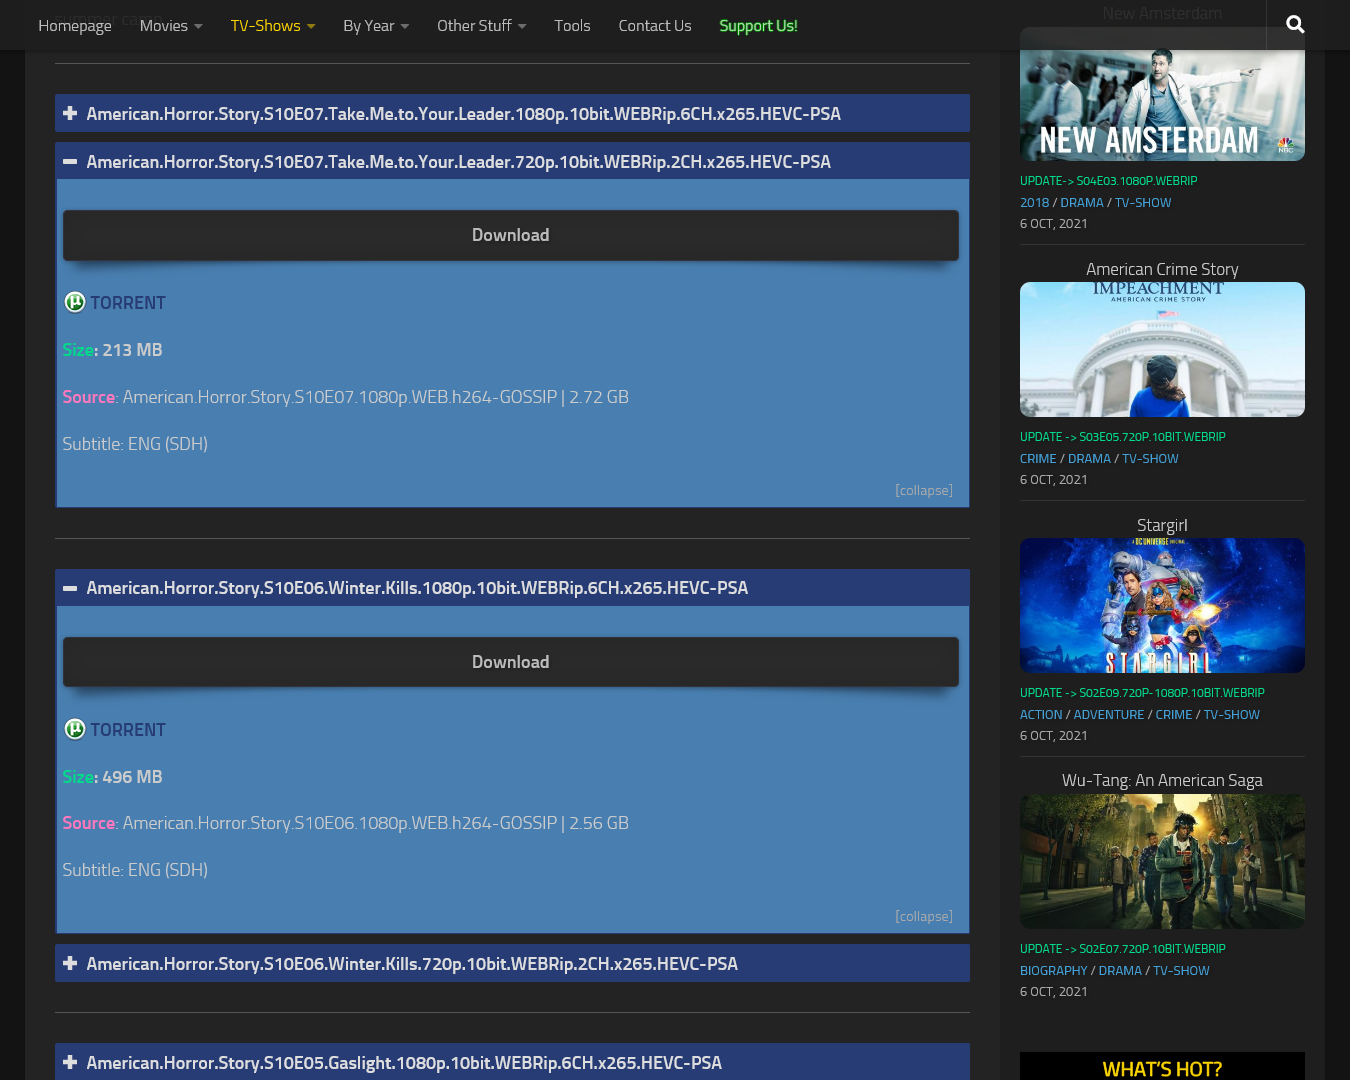 Homepage Movies TV-Shows By Year Other Stuff Tools Contact Us Support Us!
American.Horror.Story.S10E07.Take.Me.to.Your.Leader.1080p.10bit.WEBRip.6CH.x265.HEVC-PSA
American.Horror.Story.S10E07.Take.Me.to.Your.Leader.720p.10bit.WEBRip.2CH.x265.HEVC-PSA
Download
TORRENT
Size: 213 MB
Source: American.Horror.Story.S10E07.1080p.WEB.h264-GOSSIP | 2.72 GB
Subtitle: ENG (SDH)
[collapse]
American.Horror.Story.S10E06.Winter.Kills.1080p.10bit.WEBRip.6CH.x265.HEVC-PSA
Download
TORRENT
Size: 496 MB
Source: American.Horror.Story.S10E06.1080p.WEB.h264-GOSSIP | 2.56 GB
Subtitle: ENG (SDH)
[collapse]
American.Horror.Story.S10E06.Winter.Kills.720p.10bit.WEBRip.2CH.x265.HEVC-PSA
American.Horror.Story.S10E05.Gaslight.1080p.10bit.WEBRip.6CH.x265.HEVC-PSA
New Amsterdam
NEW AMSTERDAM
NBC
UPDATE-> S04E03.1080P.WEBRIP
2018 / DRAMA / TV-SHOW
6 OCT, 2021
American Crime Story
IMPEACHMENT
AMERICAN CRIME STORY
UPDATE -> S03E05.720P.10BIT.WEBRIP
CRIME / DRAMA / TV-SHOW
6 OCT, 2021
Stargirl
A DC UNIVERSE ORIGINAL
STARGIRL
UPDATE -> S02E09.720P-1080P.10BIT.WEBRIP
ACTION / ADVENTURE / CRIME / TV-SHOW
6 OCT, 2021
Wu-Tang: An American Saga
UPDATE -> S02E07.720P.10BIT.WEBRIP
BIOGRAPHY / DRAMA / TV-SHOW
6 OCT, 2021
WHAT'S HOT?